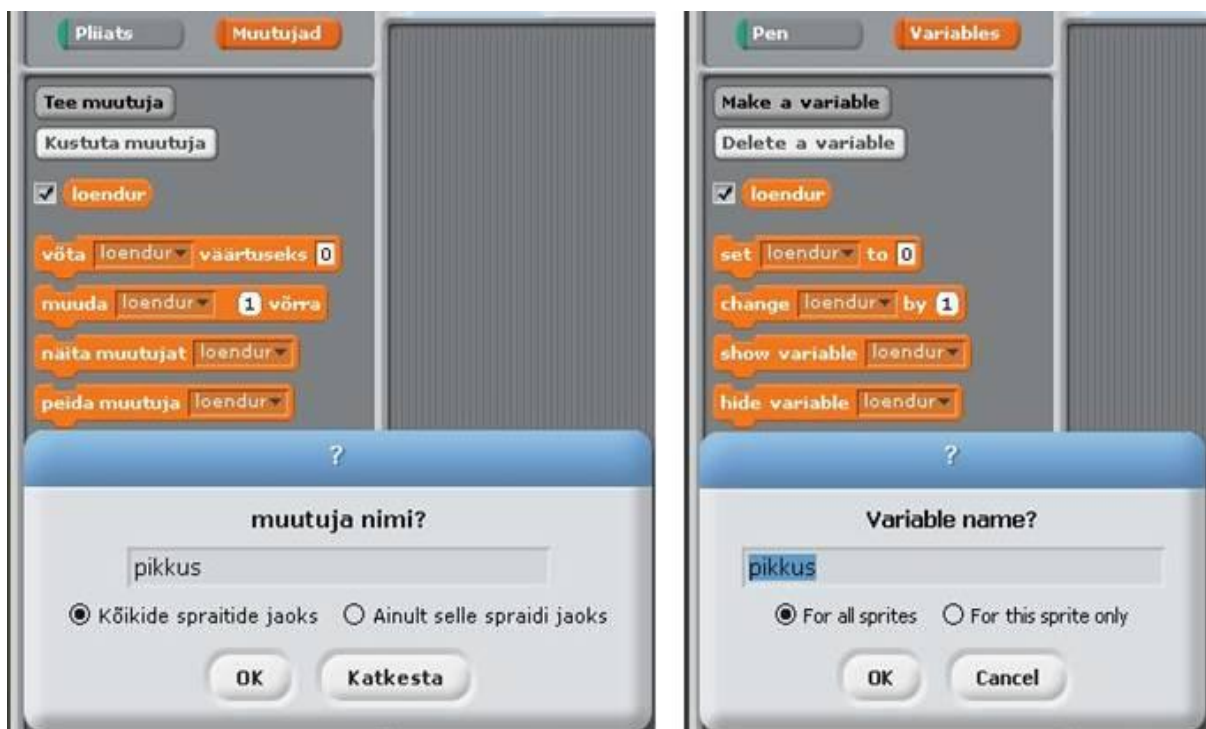 Pliiats Muutujad
Tee muutuja
Kustuta muutuja
loendur
võta loendur väärtuseks 0
muuda loendur 1 võrra
näita muutujat loendur
peida muutuja loendur
?
muutuja nimi?
pikkus
Kõikide spraitide jaoks Ainult selle spraidi jaoks
OK Katkesta
Pen Variables
Make a variable
Delete a variable
loendur
set loendur to 0
change loendur by 1
show variable loendur
hide variable loendur
?
Variable name?
pikkus
For all sprites For this sprite only
OK Cancel